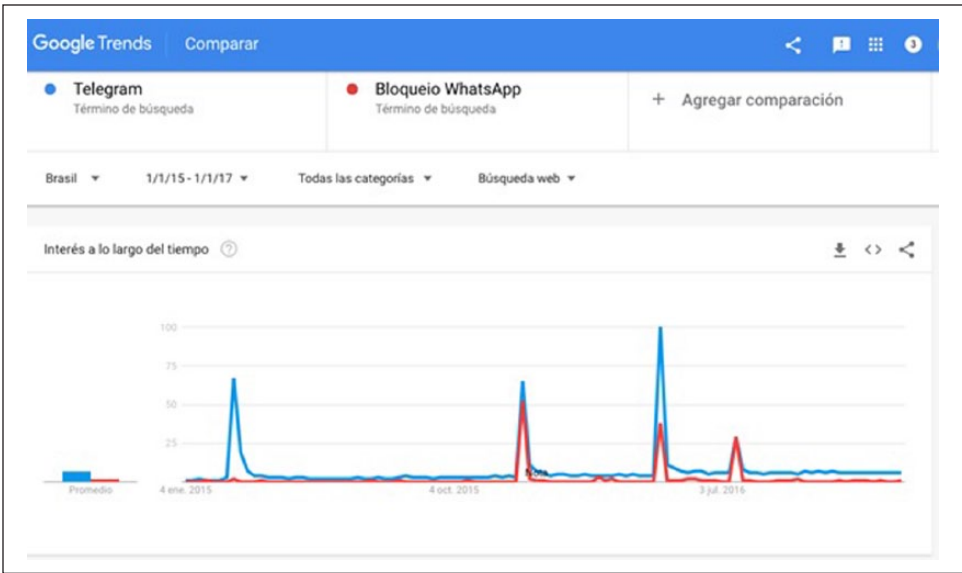 Google Trends Comparar
3
Telegram
Término de búsqueda
Bloqueio WhatsApp
Término de búsqueda
+ Agregar comparación
Brasil
1/1/15 - 1/1/17
Todas las categorías
Búsqueda web
Interés a lo largo del tiempo
100
75
50
25
Nota
Promedio
4 ene. 2015
4 oct. 2015
3 jul. 2016